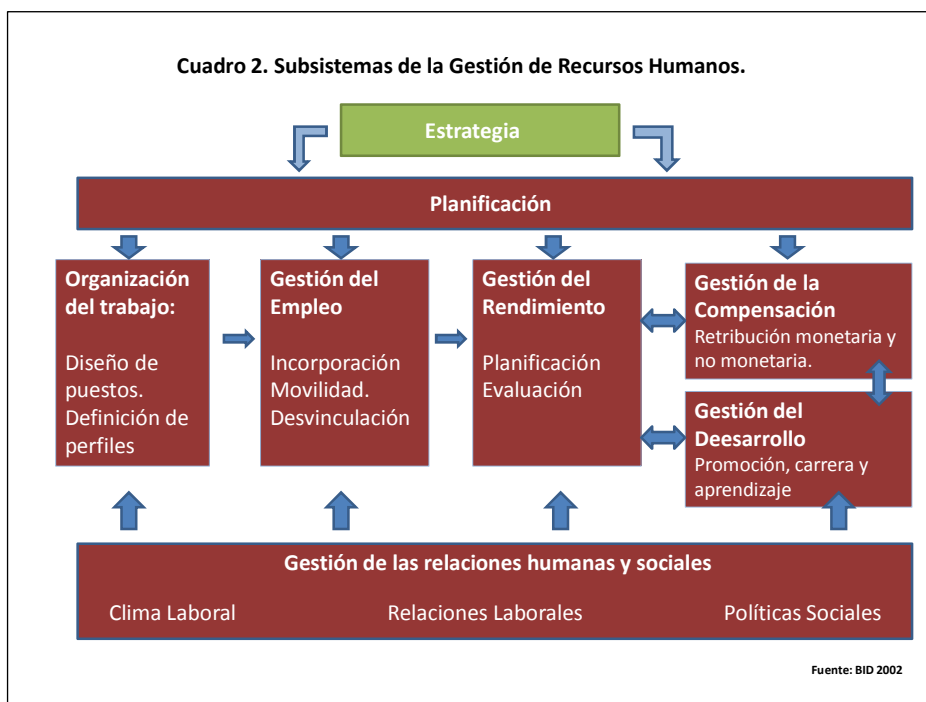 Cuadro 2. Subsistemas de la Gestión de Recursos Humanos.
Estrategia
Planificación
Organización
del trabajo:
Diseño de
puestos.
Definición de
perfiles
Gestión del
Empleo
Incorporación
Movilidad.
Desvinculación
Gestión del
Rendimiento
Planificación
Evaluación
Gestión de la
Compensación
Retribución monetaria y
no monetaria.
Gestión del
Deesarrollo
Promoción, carrera y
aprendizaje
Gestión de las relaciones humanas y sociales
Clima Laboral
Relaciones Laborales
Políticas Sociales
Fuente: BID 2002